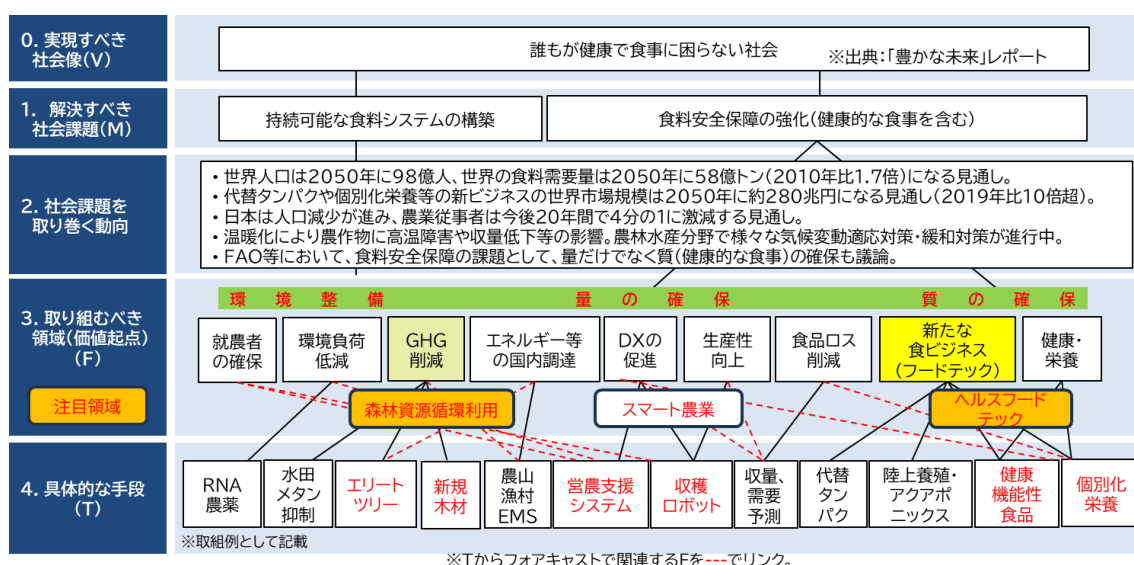 0. 実現すべき
社会像(V)
誰もが健康で食事に困らない社会
※出典:「豊かな未来」レポート
1. 解決すべき
社会課題(M)
持続可能な食料システムの構築
食料安全保障の強化(健康的な食事を含む)
2. 社会課題を
取り巻く動向
・世界人口は2050年に98億人、世界の食料需要量は2050年に58億トン(2010年比1.7倍)になる見通し。
・代替タンパクや個別化栄養等の新ビジネスの世界市場規模は2050年に約280兆円になる見通し(2019年比10倍超)。
・日本は人口減少が進み、農業従事者は今後20年間で4分の1に激減する見通し。
・温暖化により農作物に高温障害や収量低下等の影響。農林水産分野で様々な気候変動適応対策・緩和対策が進行中。
・FAO等において、食料安全保障の課題として、量だけでなく質(健康的な食事)の確保も議論。
3. 取り組むべき
領域(価値起点)
(F)
注目領域
環境整備
量の確保
質の確保
就農者
の確保
環境負荷
低減
GHG
削減
エネルギー等
の国内調達
DXの
促進
生産性
向上
食品ロス
削減
新たな
食ビジネス
(フードテック)
健康・
栄養
森林資源循環利用
スマート農業
ヘルスフード
テック
4. 具体的な手段
(T)
RNA
農薬
水田
メタン
抑制
エリート
ツリー
新規
木材
農山
漁村
EMS
営農支援
システム
収穫
ロボット
収量、
需要
予測
代替
タン
パク
陸上養殖・
アクアポ
ニックス
健康
機能性
食品
個別化
栄養
※取組例として記載
※Tからフォアキャストで関連するFを---でリンク。